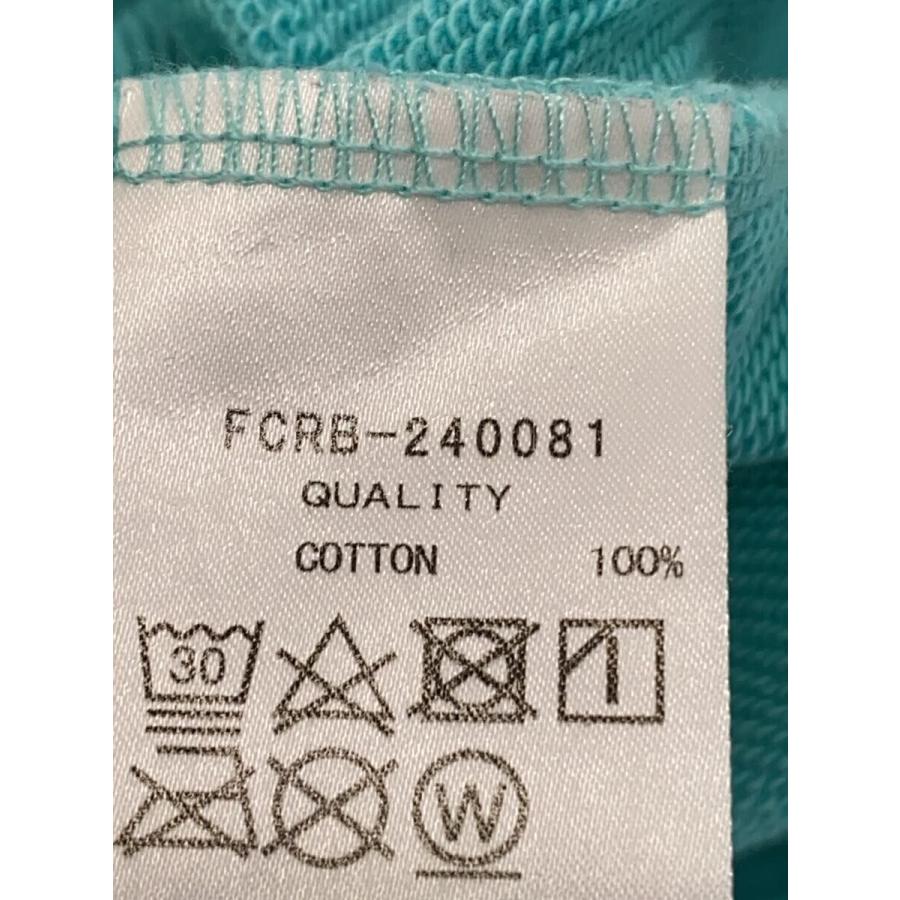 FCRB-240081
QUALITY
COTTON 100%
30
W